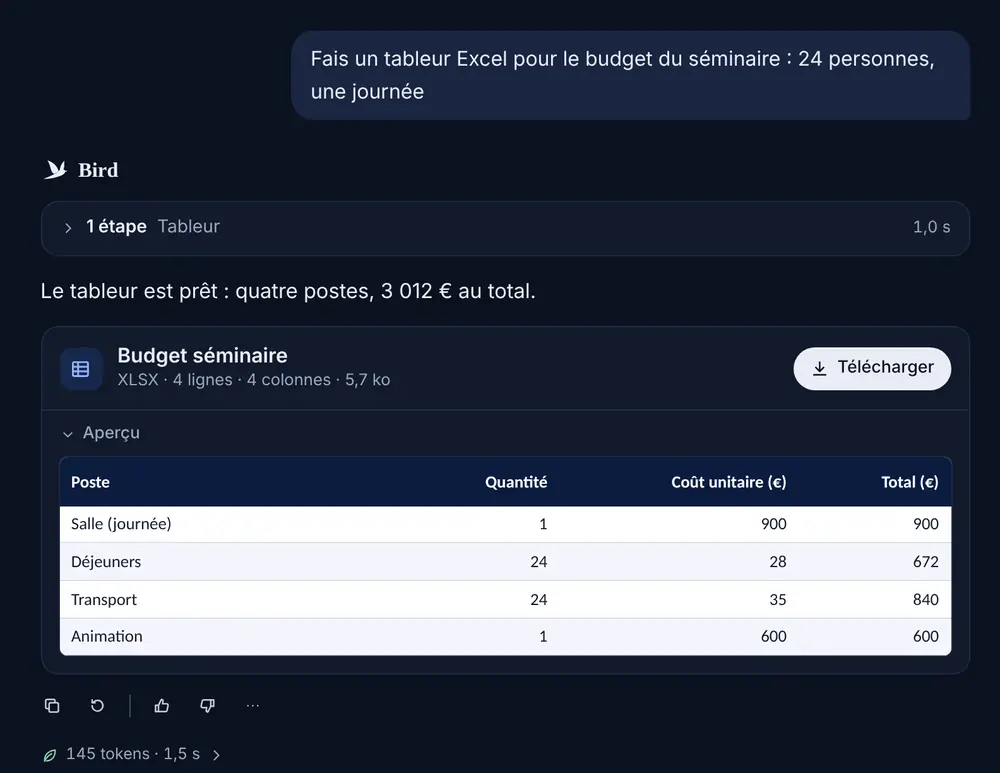 Fais un tableur Excel pour le budget du séminaire : 24 personnes,
une journée
Bird
1 étape Tableur 1,0 s
Le tableur est prêt : quatre postes, 3 012 € au total.
Budget séminaire
XLSX · 4 lignes · 4 colonnes · 5,7 ko
Télécharger
Aperçu
Poste Quantité Coût unitaire (€) Total (€)
Salle (journée) 1 900 900
Déjeuners 24 28 672
Transport 24 35 840
Animation 1 600 600
145 tokens · 1,5 s